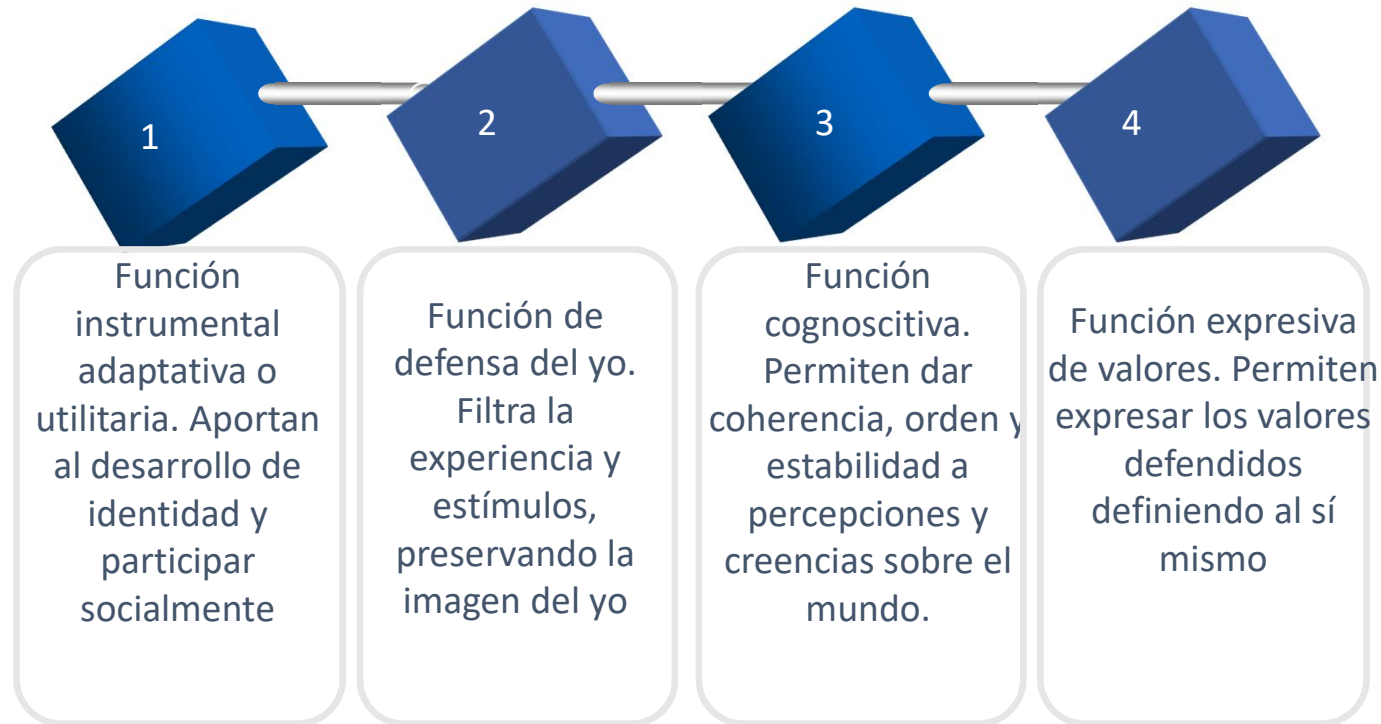 1
2
3
4
Función
instrumental
adaptativa o
utilitaria. Aportan
al desarrollo de
identidad y
participar
socialmente
Función de
defensa del yo.
Filtra la
experiencia y
estímulos,
preservando la
imagen del yo
Función
cognoscitiva.
Permiten dar
coherencia, orden y
estabilidad a
percepciones y
creencias sobre el
mundo.
Función expresiva
de valores. Permiten
expresar los valores
defendidos
definiendo al sí
mismo